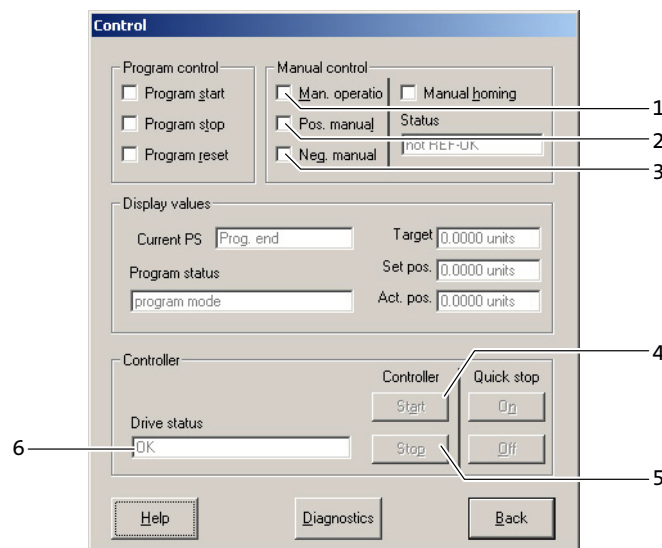 Control
Program control
Program start
Program stop
Program reset
Manual control
Man. operatio
Manual homing
Pos. manual
Status
Neg. manual
not REF-OK
1
2
3
Display values
Current PS Prog. end
Target 0.0000 units
Program status
Set pos. 0.0000 units
program mode
Act. pos. 0.0000 units
Controller
Controller Quick stop
4
Start On
Drive status
6 OK
Stop Off
5
Help Diagnostics Back